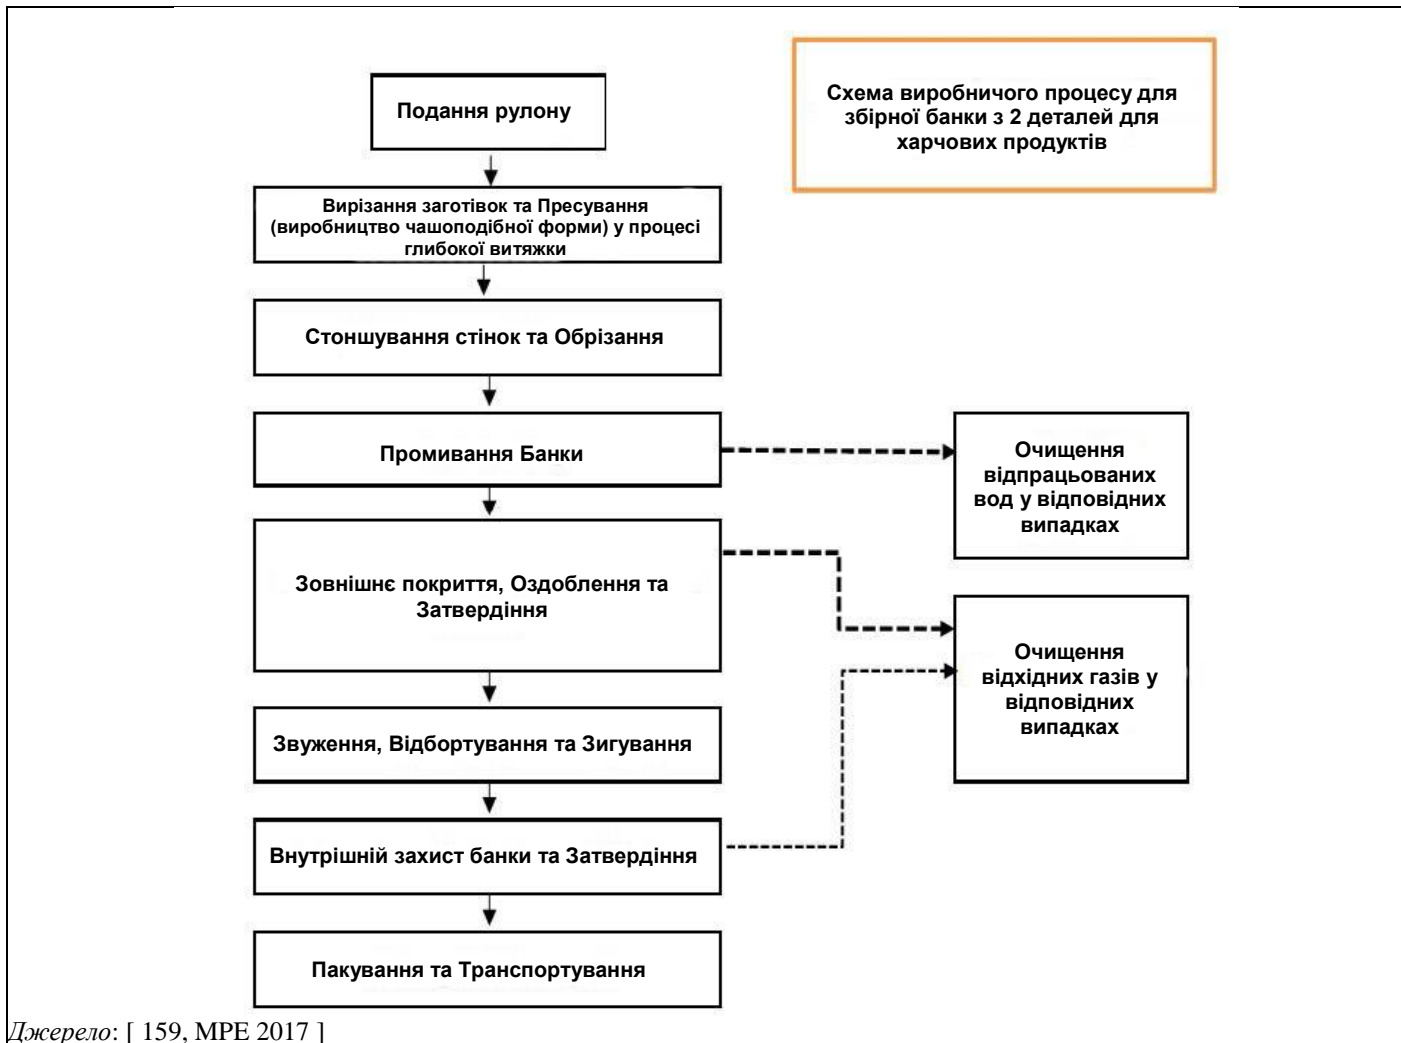 Подання рулону
Схема виробничого процесу для
збірної банки з 2 деталей для
харчових продуктів
Вирізання заготівок та Пресування
(виробництво чашоподібної форми) у процесі
глибокої витяжки
Стоншування стінок та Обрізання
Промивання Банки
Очищення
відпрацьованих
вод у відповідних
випадках
Зовнішнє покриття, Оздоблення та
Затвердіння
Очищення
відхідних газів у
відповідних
випадках
Звуження, Відбортування та Зигування
Внутрішній захист банки та Затвердіння
Пакування та Транспортування
Джерело: [ 159, MPE 2017 ]